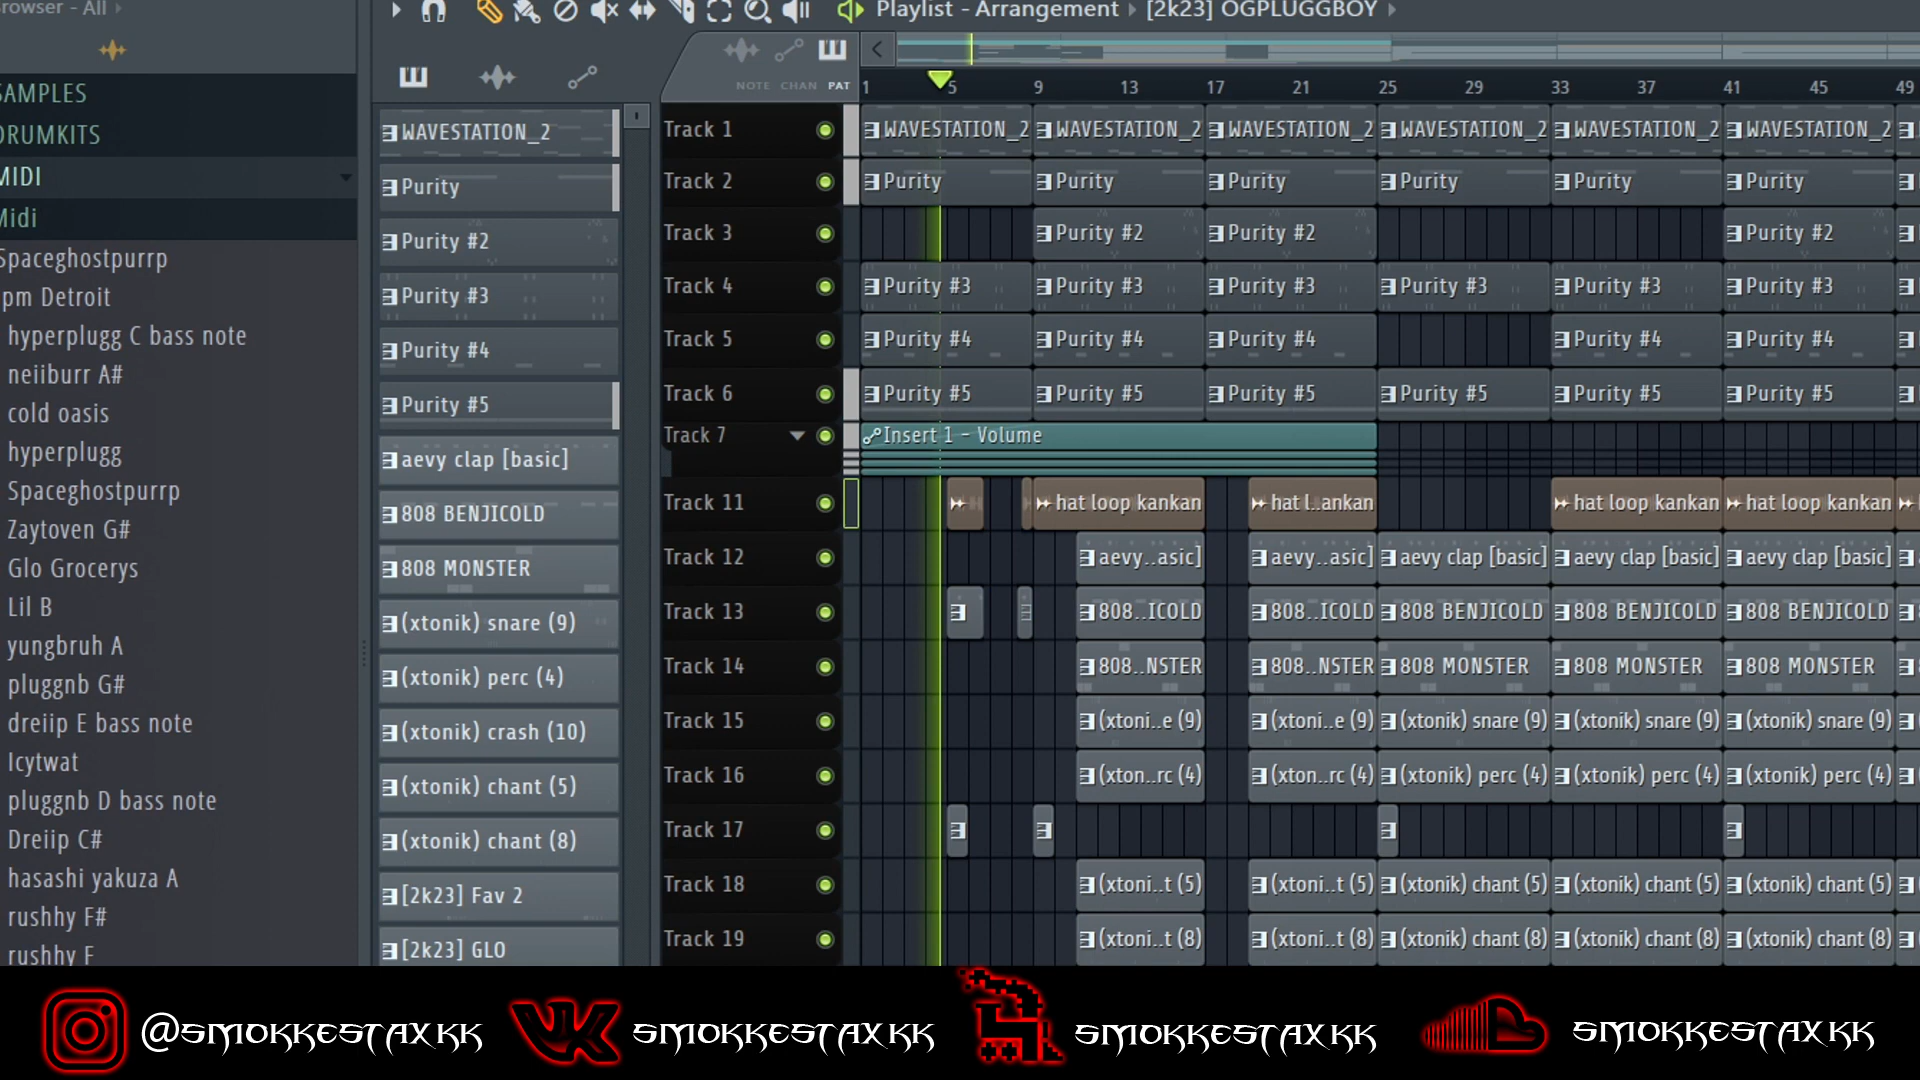 rowser - All
Playlist - Arrangement
[2k23] OGPLUGGBOY
NOTE CHAN PAT
1 5 9 13 17 21 25 29 33 37 41 45 49
SAMPLES
DRUMKITS
MIDI
Midi
Spaceghostpurrp
pm Detroit
hyperplugg C bass note
neiiburr A#
cold oasis
hyperplugg
Spaceghostpurrp
Zaytoven G#
Glo Grocerys
Lil B
yungbruh A
pluggnb G#
dreiip E bass note
Icytwat
pluggnb D bass note
Dreiip C#
hasashi yakuza A
rushhy F#
rushhy F
WAVESTATION_2
Purity
Purity #2
Purity #3
Purity #4
Purity #5
aevy clap [basic]
808 BENJICOLD
808 MONSTER
(xtonik) snare (9)
(xtonik) perc (4)
(xtonik) crash (10)
(xtonik) chant (5)
(xtonik) chant (8)
[2k23] Fav 2
[2k23] GLO
Track 1 WAVESTATION_2 WAVESTATION_2 WAVESTATION_2 WAVESTATION_2 WAVESTATION_2 WAVESTATION_2
Track 2 Purity Purity Purity Purity Purity Purity
Track 3 Purity #2 Purity #2 Purity #2
Track 4 Purity #3 Purity #3 Purity #3 Purity #3 Purity #3 Purity #3
Track 5 Purity #4 Purity #4 Purity #4 Purity #4 Purity #4
Track 6 Purity #5 Purity #5 Purity #5 Purity #5 Purity #5 Purity #5
Track 7 Insert 1 - Volume
Track 11 hat loop kankan hat l..ankan hat loop kankan hat loop kankan
Track 12 aevy..asic] aevy..asic] aevy clap [basic] aevy clap [basic] aevy clap [basic]
Track 13 808..ICOLD 808..ICOLD 808 BENJICOLD 808 BENJICOLD 808 BENJICOLD
Track 14 808..NSTER 808..NSTER 808 MONSTER 808 MONSTER 808 MONSTER
Track 15 (xtoni..e (9) (xtoni..e (9) (xtonik) snare (9) (xtonik) snare (9) (xtonik) snare (9)
Track 16 (xton..rc (4) (xton..rc (4) (xtonik) perc (4) (xtonik) perc (4) (xtonik) perc (4)
Track 17
Track 18 (xtoni..t (5) (xtoni..t (5) (xtonik) chant (5) (xtonik) chant (5) (xtonik) chant (5)
Track 19 (xtoni..t (8) (xtoni..t (8) (xtonik) chant (8) (xtonik) chant (8) (xtonik) chant (8)
@SMOKKESTAXKK SMOKKESTAXKK SMOKKESTAXKK SMOKKESTAXKK